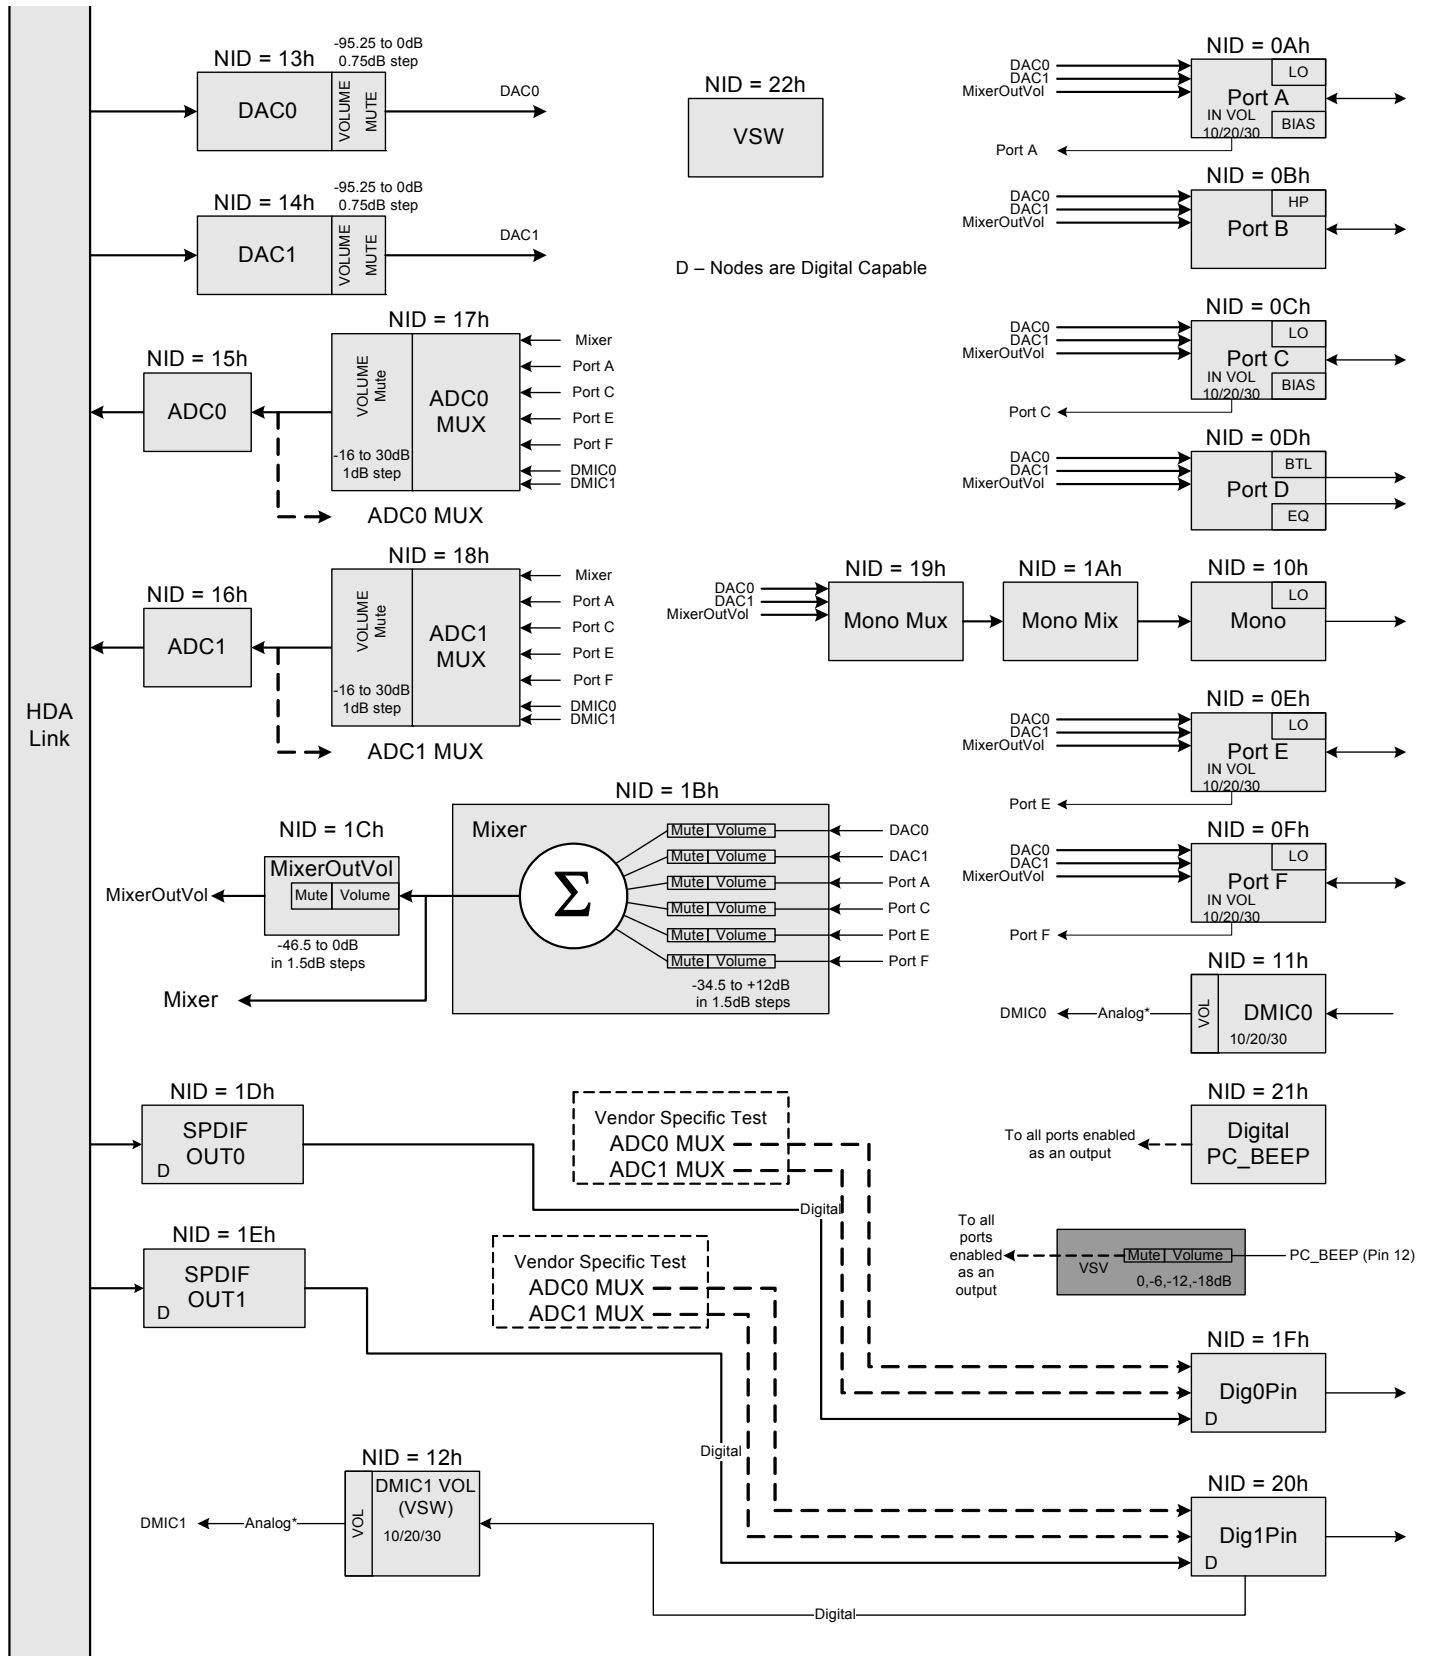 HDA
Link
NID = 13h
-95.25 to 0dB
0.75dB step
DAC0
VOLUME
MUTE
DAC0
NID = 14h
-95.25 to 0dB
0.75dB step
DAC1
VOLUME
MUTE
DAC1
NID = 22h
VSW
D – Nodes are Digital Capable
NID = 17h
NID = 15h
ADC0
VOLUME
Mute
-16 to 30dB
1dB step
ADC0
MUX
Mixer
Port A
Port C
Port E
Port F
DMIC0
DMIC1
ADC0 MUX
NID = 18h
NID = 16h
ADC1
VOLUME
Mute
-16 to 30dB
1dB step
ADC1
MUX
Mixer
Port A
Port C
Port E
Port F
DMIC0
DMIC1
ADC1 MUX
NID = 0Ah
DAC0
DAC1
MixerOutVol
LO
Port A
IN VOL
10/20/30
BIAS
Port A
NID = 0Bh
DAC0
DAC1
MixerOutVol
HP
Port B
NID = 0Ch
DAC0
DAC1
MixerOutVol
LO
Port C
IN VOL
10/20/30
BIAS
Port C
NID = 0Dh
DAC0
DAC1
MixerOutVol
BTL
Port D
EQ
NID = 19h
DAC0
DAC1
MixerOutVol
Mono Mux
NID = 1Ah
Mono Mix
NID = 10h
LO
Mono
NID = 0Eh
DAC0
DAC1
MixerOutVol
LO
Port E
IN VOL
10/20/30
Port E
NID = 0Fh
DAC0
DAC1
MixerOutVol
LO
Port F
IN VOL
10/20/30
Port F
NID = 1Bh
Mixer
Σ
Mute Volume
DAC0
Mute Volume
DAC1
Mute Volume
Port A
Mute Volume
Port C
Mute Volume
Port E
Mute Volume
Port F
-34.5 to +12dB
in 1.5dB steps
NID = 1Ch
MixerOutVol
Mute Volume
MixerOutVol
-46.5 to 0dB
in 1.5dB steps
Mixer
NID = 11h
DMIC0
Analog*
VOL
DMIC0
10/20/30
NID = 1Dh
SPDIF
OUT0
D
Vendor Specific Test
ADC0 MUX
ADC1 MUX
Digital
NID = 21h
To all ports enabled
as an output
Digital
PC_BEEP
NID = 1Eh
SPDIF
OUT1
D
Vendor Specific Test
ADC0 MUX
ADC1 MUX
Digital
To all
ports
enabled
as an
output
Mute Volume
VSV
0,-6,-12,-18dB
PC_BEEP (Pin 12)
NID = 1Fh
Dig0Pin
D
NID = 12h
DMIC1
Analog*
VOL
DMIC1 VOL
(VSW)
10/20/30
NID = 20h
Dig1Pin
D
Digital